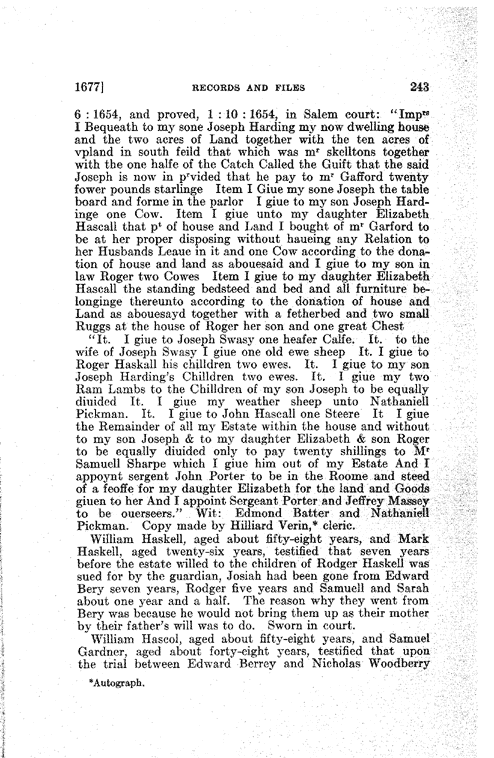 1677] RECORDS AND FILES 243
6 : 1654, and proved, 1 : 10 : 1654, in Salem court: "Impʳˢ
I Bequeath to my sone Joseph Harding my now dwelling house
and the two acres of Land together with the ten acres of
vpland in south feild that which was mʳ skelltons together
with the one halfe of the Catch Called the Guift that the said
Joseph is now in pʳvided that he pay to mʳ Gafford twenty
fower pounds starlinge Item I Giue my sone Joseph the table
board and forme in the parlor I giue to my son Joseph Hard-
inge one Cow. Item I giue unto my daughter Elizabeth
Hascall that pᵗ of house and Land I bought of mʳ Garford to
be at her proper disposing without haueing any Relation to
her Husbands Leaue in it and one Cow according to the dona-
tion of house and land as abouesaid and I giue to my son in
law Roger two Cowes Item I giue to my daughter Elizabeth
Hascall the standing bedsteed and bed and all furniture be-
longinge thereunto according to the donation of house and
Land as abouesayd together with a fetherbed and two small
Ruggs at the house of Roger her son and one great Chest
"It. I giue to Joseph Swasy one heafer Calfe. It. to the
wife of Joseph Swasy I giue one old ewe sheep It. I giue to
Roger Haskall his chilldren two ewes. It. I giue to my son
Joseph Harding's Chilldren two ewes. It. I giue my two
Ram Lambs to the Chilldren of my son Joseph to be equally
diuided It. I giue my weather sheep unto Nathaniell
Pickman. It. I giue to John Hascall one Steere It I giue
the Remainder of all my Estate within the house and without
to my son Joseph & to my daughter Elizabeth & son Roger
to be equally diuided only to pay twenty shillings to Mʳ
Samuell Sharpe which I giue him out of my Estate And I
appoynt sergent John Porter to be in the Roome and steed
of a feoffe for my daughter Elizabeth for the land and Goods
giuen to her And I appoint Sergeant Porter and Jeffrey Massey
to be ouerseers." Wit: Edmond Batter and Nathaniell
Pickman. Copy made by Hilliard Verin,* cleric.
William Haskell, aged about fifty-eight years, and Mark
Haskell, aged twenty-six years, testified that seven years
before the estate willed to the children of Rodger Haskell was
sued for by the guardian, Josiah had been gone from Edward
Bery seven years, Rodger five years and Samuell and Sarah
about one year and a half. The reason why they went from
Bery was because he would not bring them up as their mother
by their father's will was to do. Sworn in court.
William Hascol, aged about fifty-eight years, and Samuel
Gardner, aged about forty-eight years, testified that upon
the trial between Edward Berrey and Nicholas Woodberry
*Autograph.